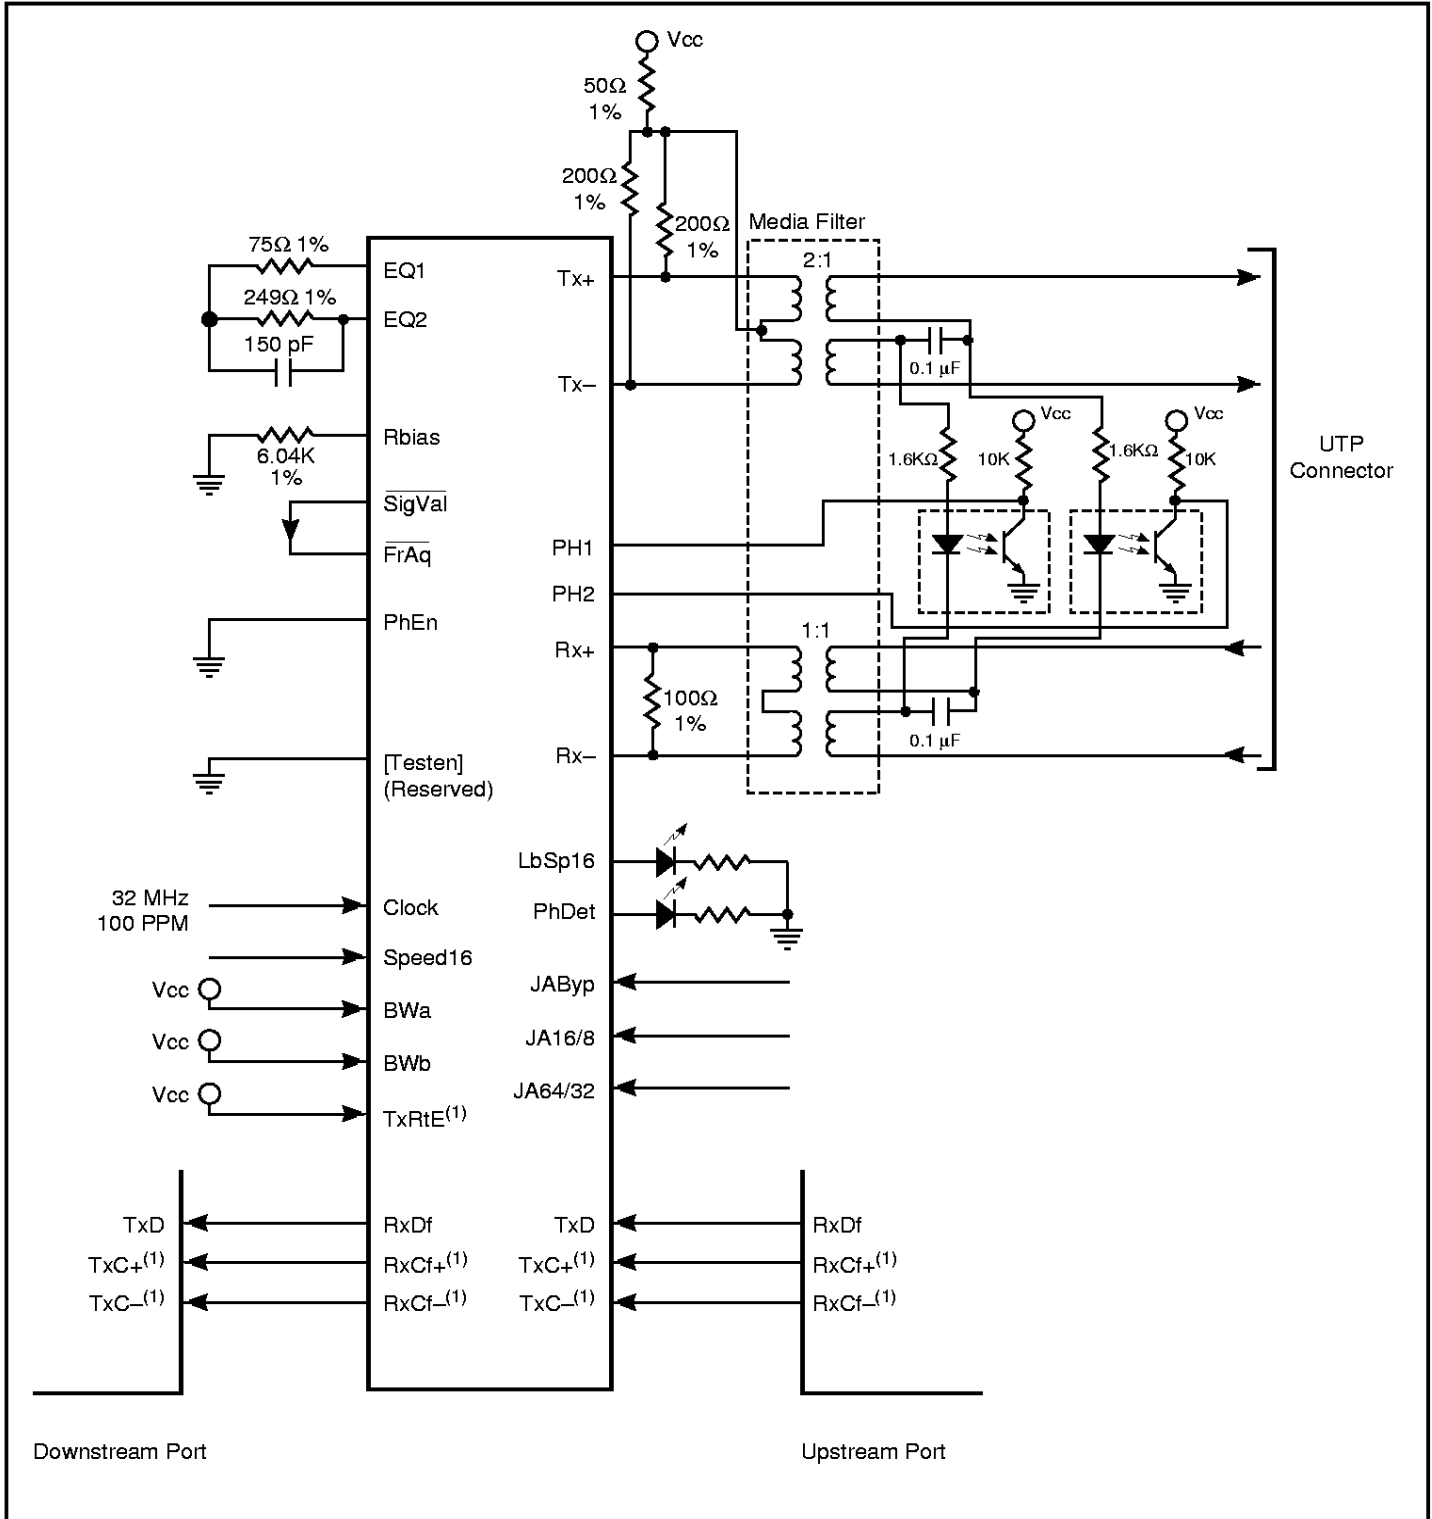 Vcc
50Ω
1%
200Ω
1%
200Ω
1%
Media Filter
2:1
75Ω 1%
EQ1
249Ω 1%
EQ2
150 pF
Tx+
Tx–
0.1 µF
Rbias
6.04K
1%
SigVal
FrAq
PhEn
PH1
PH2
1.6KΩ
10K
Vcc
1.6KΩ
10K
Vcc
UTP
Connector
1:1
Rx+
100Ω
1%
Rx–
0.1 µF
[Testen]
(Reserved)
LbSp16
PhDet
32 MHz
100 PPM
Clock
Speed16
Vcc
BWa
Vcc
BWb
Vcc
TxRtE(1)
JAByp
JA16/8
JA64/32
TxD
RxDf
TxD
RxDf
TxC+(1)
RxCf+(1)
TxC+(1)
RxCf+(1)
TxC–(1)
RxCf–(1)
TxC–(1)
RxCf–(1)
Downstream Port
Upstream Port